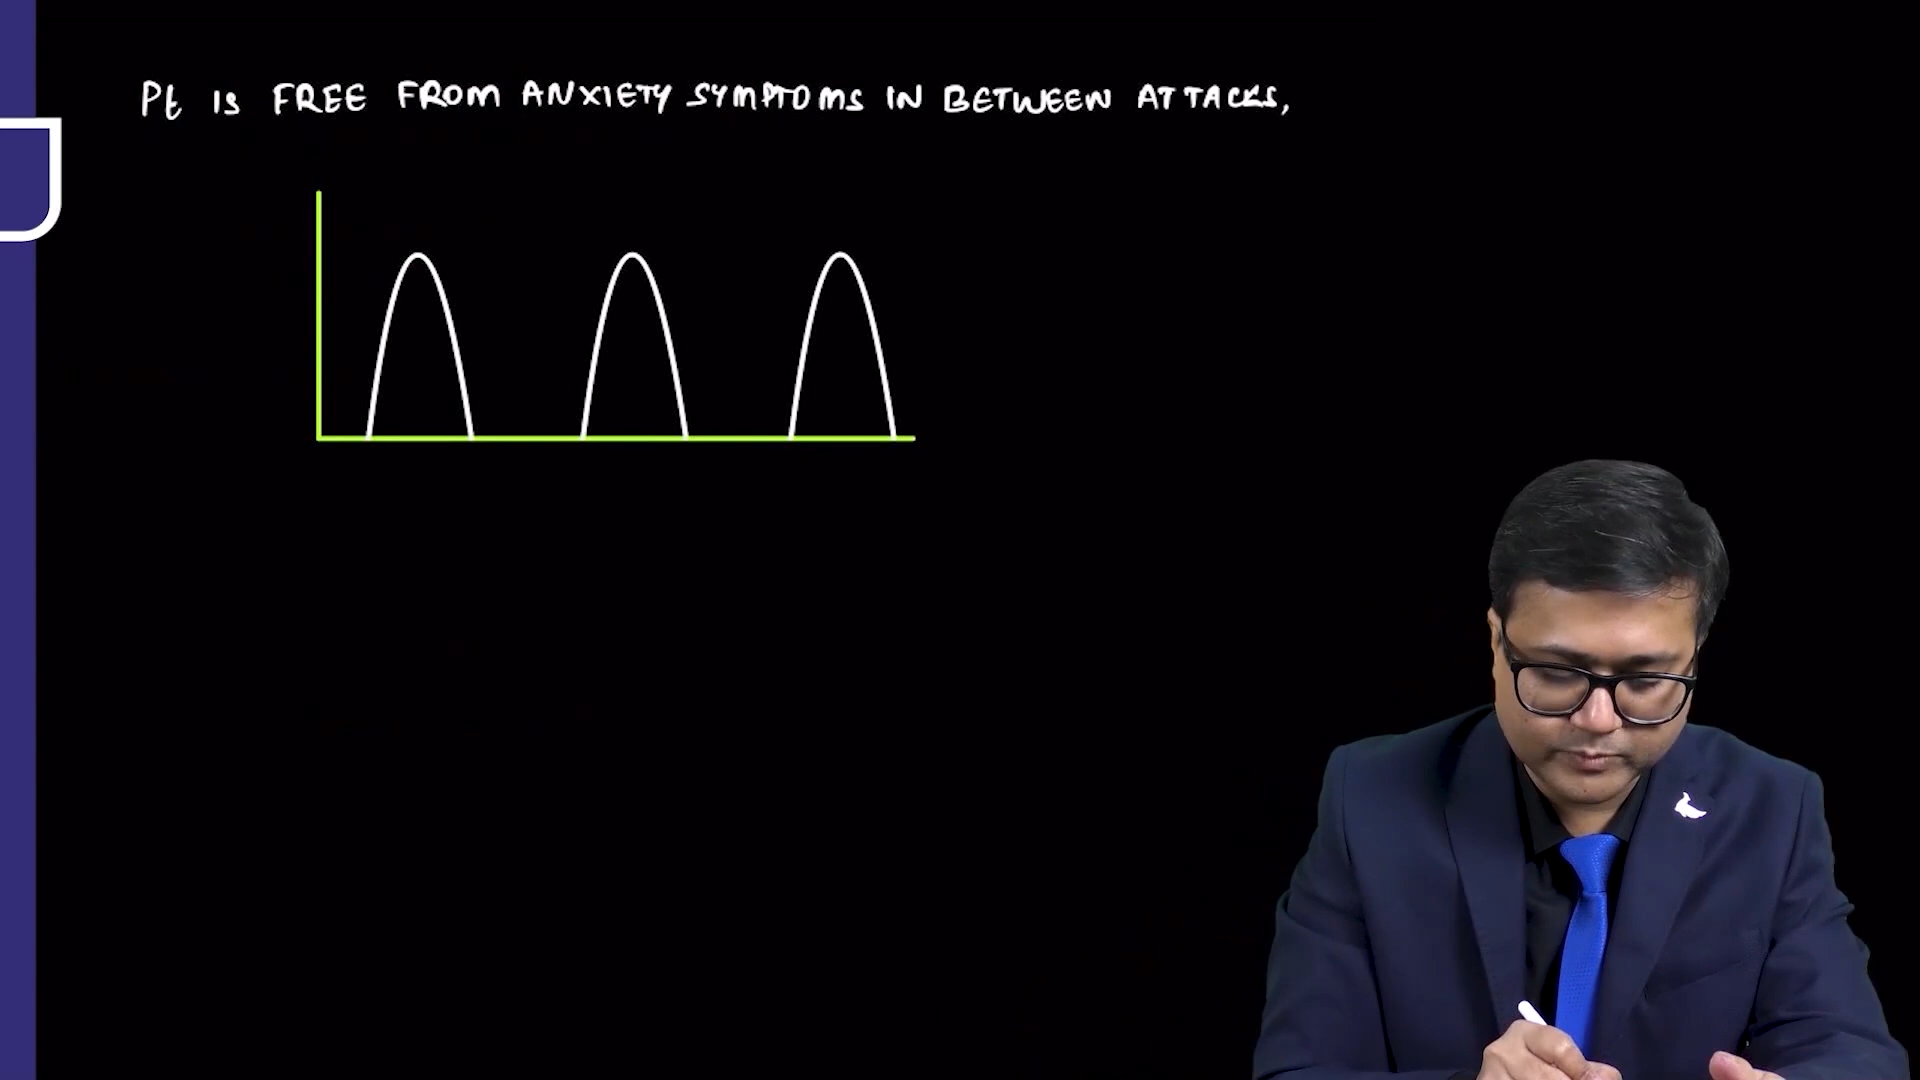 Pt IS FREE FROM ANXIETY SYMPTOMS IN BETWEEN ATTACKS,